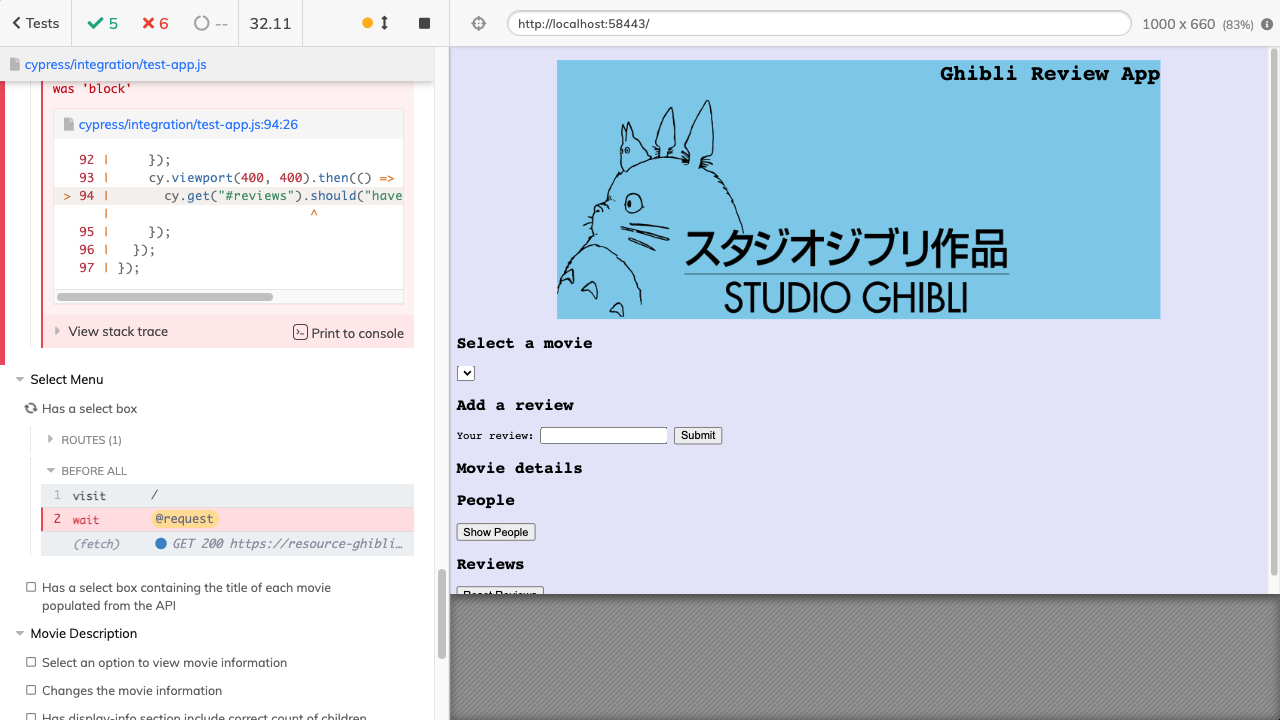 Tests
5
6
--
32.11
http://localhost:58443/
1000 x 660 (83%)
cypress/integration/test-app.js
was 'block'
cypress/integration/test-app.js:94:26
92 | });
93 | cy.viewport(400, 400).then(() =>
> 94 | cy.get("#reviews").should("have
| ^
95 | });
96 | });
97 | });
View stack trace
Print to console
Select Menu
Has a select box
ROUTES (1)
BEFORE ALL
1 visit /
2 wait @request
(fetch) GET 200 https://resource-ghibli…
Has a select box containing the title of each movie
populated from the API
Movie Description
Select an option to view movie information
Changes the movie information
Has display-info section include correct count of children
Ghibli Review App
スタジオジブリ作品
STUDIO GHIBLI
Select a movie
Add a review
Your review:
Submit
Movie details
People
Show People
Reviews
Reset Reviews